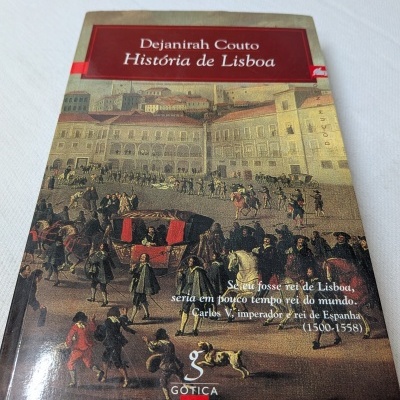 Dejanirah Couto
História de Lisboa
Se eu fosse rei de Lisboa,
seria em pouco tempo rei do mundo.
Carlos V, imperador e rei de Espanha
(1500-1558)
g
GÓTICA